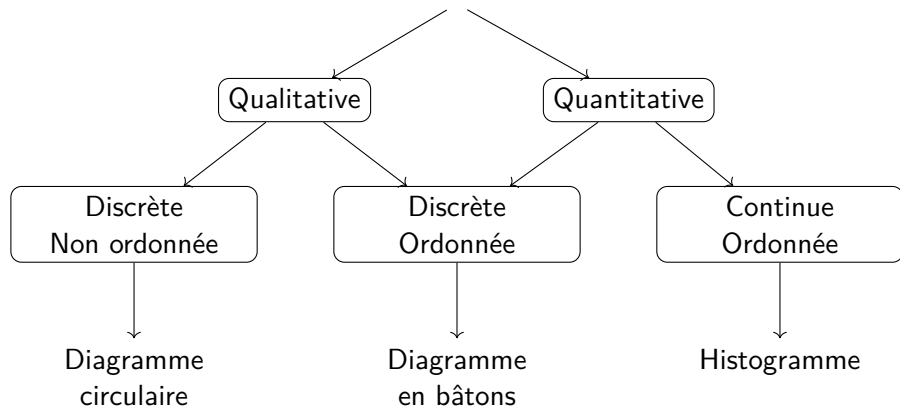 Qualitative
Quantitative
Discrète
Non ordonnée
Discrète
Ordonnée
Continue
Ordonnée
Diagramme
circulaire
Diagramme
en bâtons
Histogramme